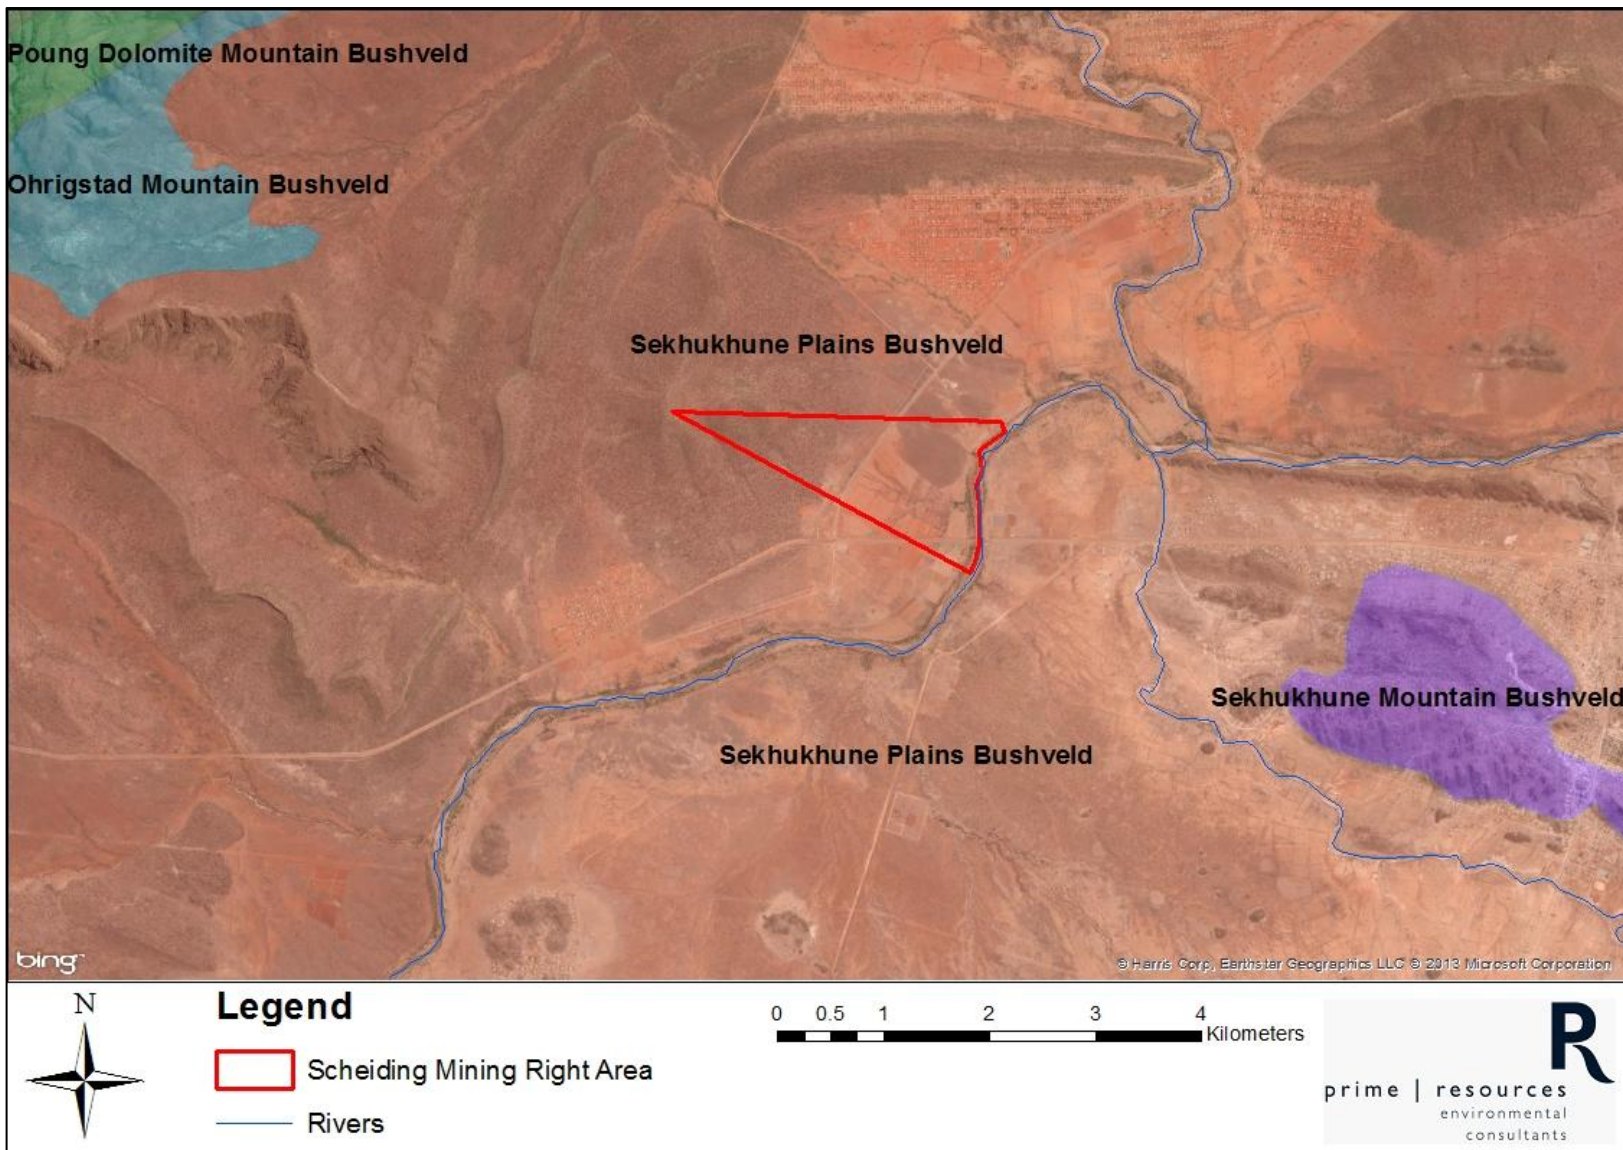 Poung Dolomite Mountain Bushveld
Ohrigstad Mountain Bushveld
Sekhukhune Plains Bushveld
Sekhukhune Mountain Bushveld
Sekhukhune Plains Bushveld
bing™
© Harris Corp, Earthstar Geographics LLC © 2013 Microsoft Corporation
N
Legend
Scheiding Mining Right Area
Rivers
0 0.5 1 2 3 4
Kilometers
PR
prime | resources
environmental
consultants